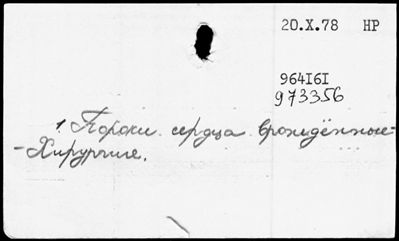 20.X.78 НР
964161
973356
1. Пороки сердца врождённые-
-Хирургия.